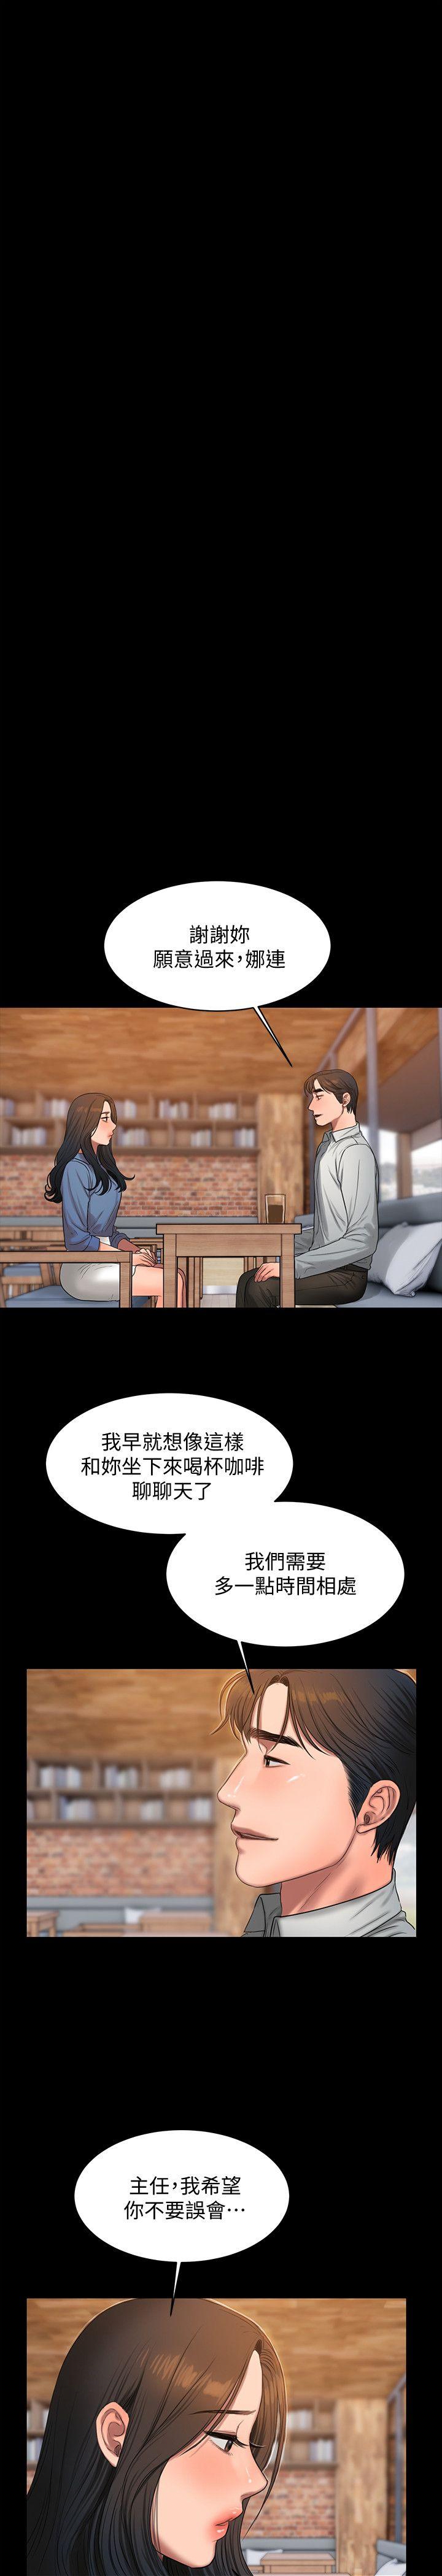 謝謝妳
願意過來,娜連
我早就想像這樣
和妳坐下來喝杯咖啡
聊聊天了
我們需要
多一點時間相處
主任,我希望
你不要誤會⋯